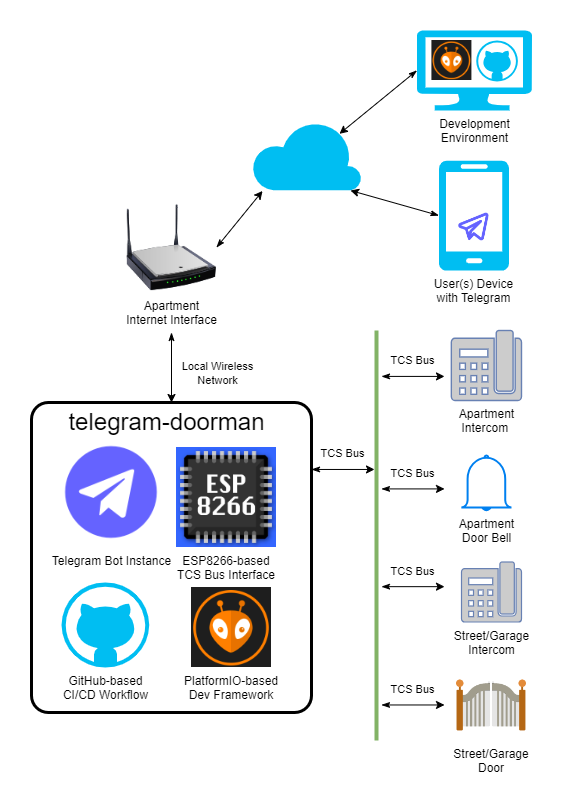 Development
Environment
User(s) Device
with Telegram
Apartment
Internet Interface
Local Wireless
Network
telegram-doorman
ESP
8266
Telegram Bot Instance
ESP8266-based
TCS Bus Interface
GitHub-based
CI/CD Workflow
PlatformIO-based
Dev Framework
TCS Bus
TCS Bus
Apartment
Intercom
TCS Bus
Apartment
Door Bell
TCS Bus
Street/Garage
Intercom
TCS Bus
Street/Garage
Door